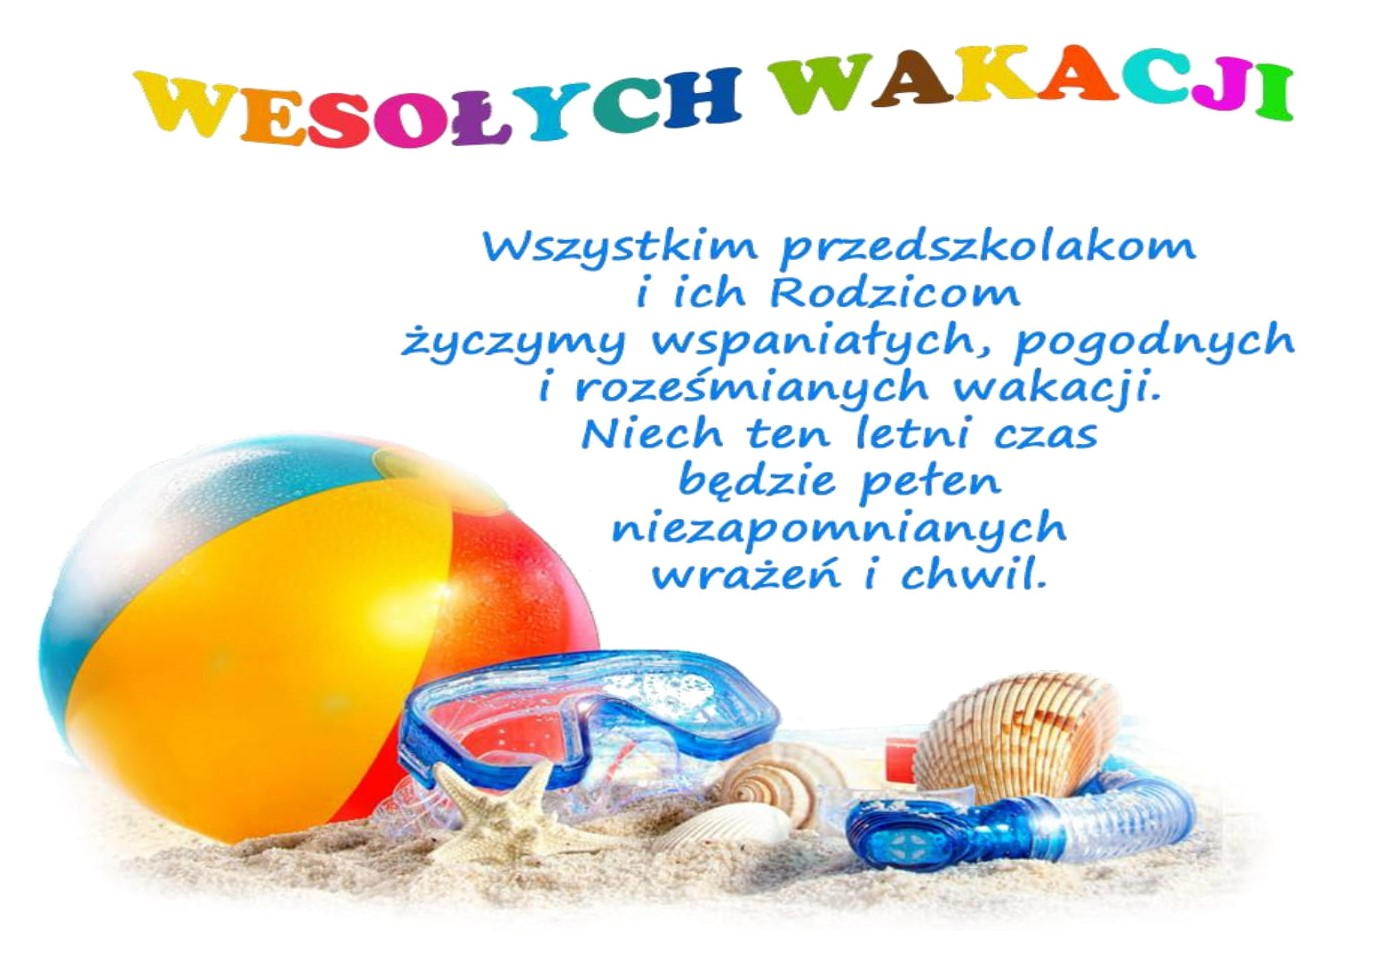 WESOŁYCH WAKACJI
Wszystkim przedszkolakom
i ich Rodzicom
życzymy wspaniałych, pogodnych
i roześmianych wakacji.
Niech ten letni czas
będzie pełen
niezapomnianych
wrażeń i chwil.